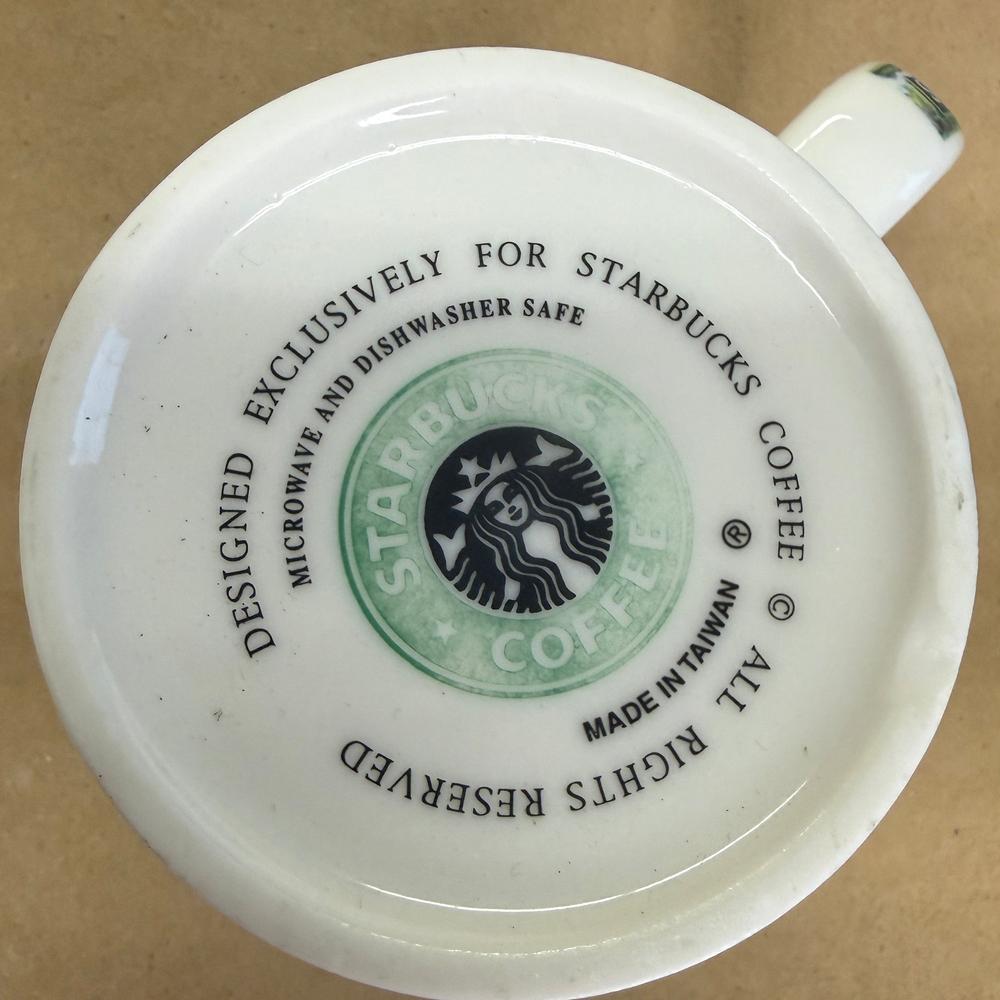 DESIGNED EXCLUSIVELY FOR STARBUCKS COFFEE © ALL RIGHTS RESERVED
MICROWAVE AND DISHWASHER SAFE
STARBUCKS
COFFEE
®
MADE IN TAIWAN